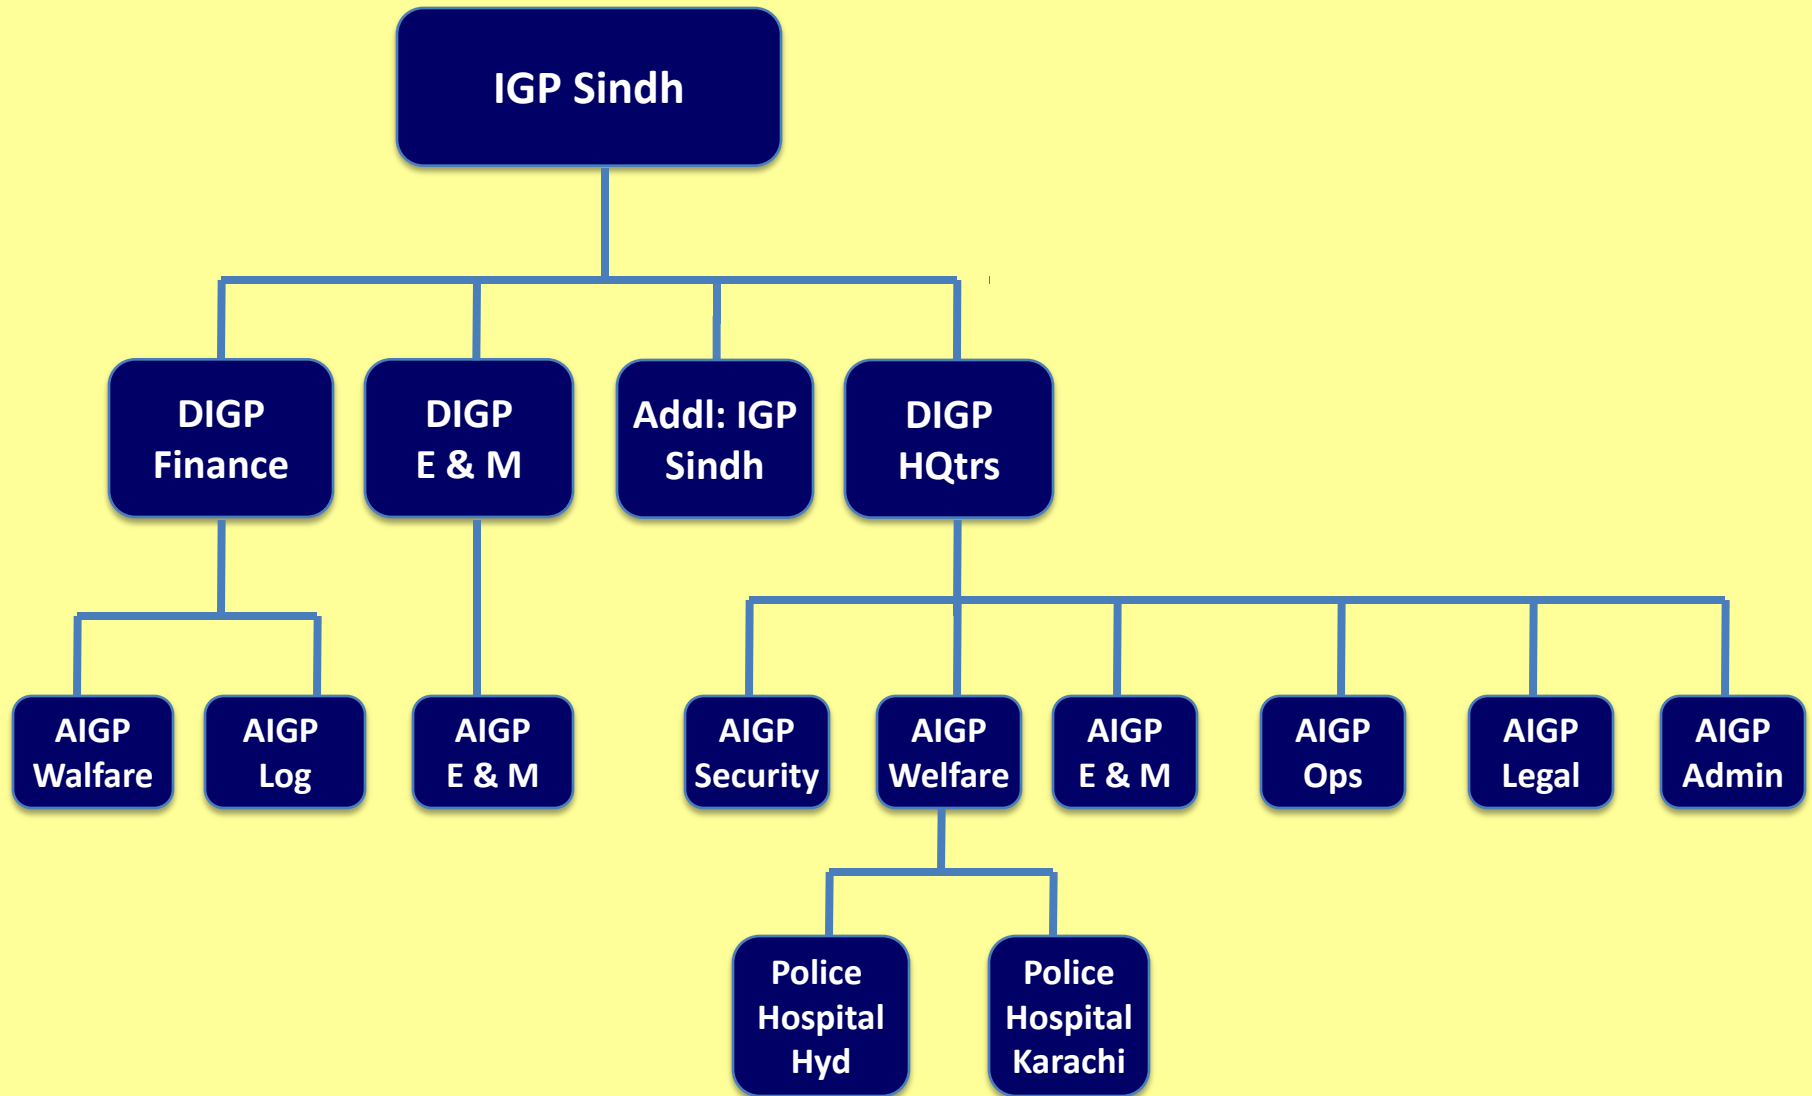 IGP Sindh
DIGP
Finance
DIGP
E & M
Addl: IGP
Sindh
DIGP
HQtrs
AIGP
Walfare
AIGP
Log
AIGP
E & M
AIGP
Security
AIGP
Welfare
AIGP
E & M
AIGP
Ops
AIGP
Legal
AIGP
Admin
Police
Hospital
Hyd
Police
Hospital
Karachi